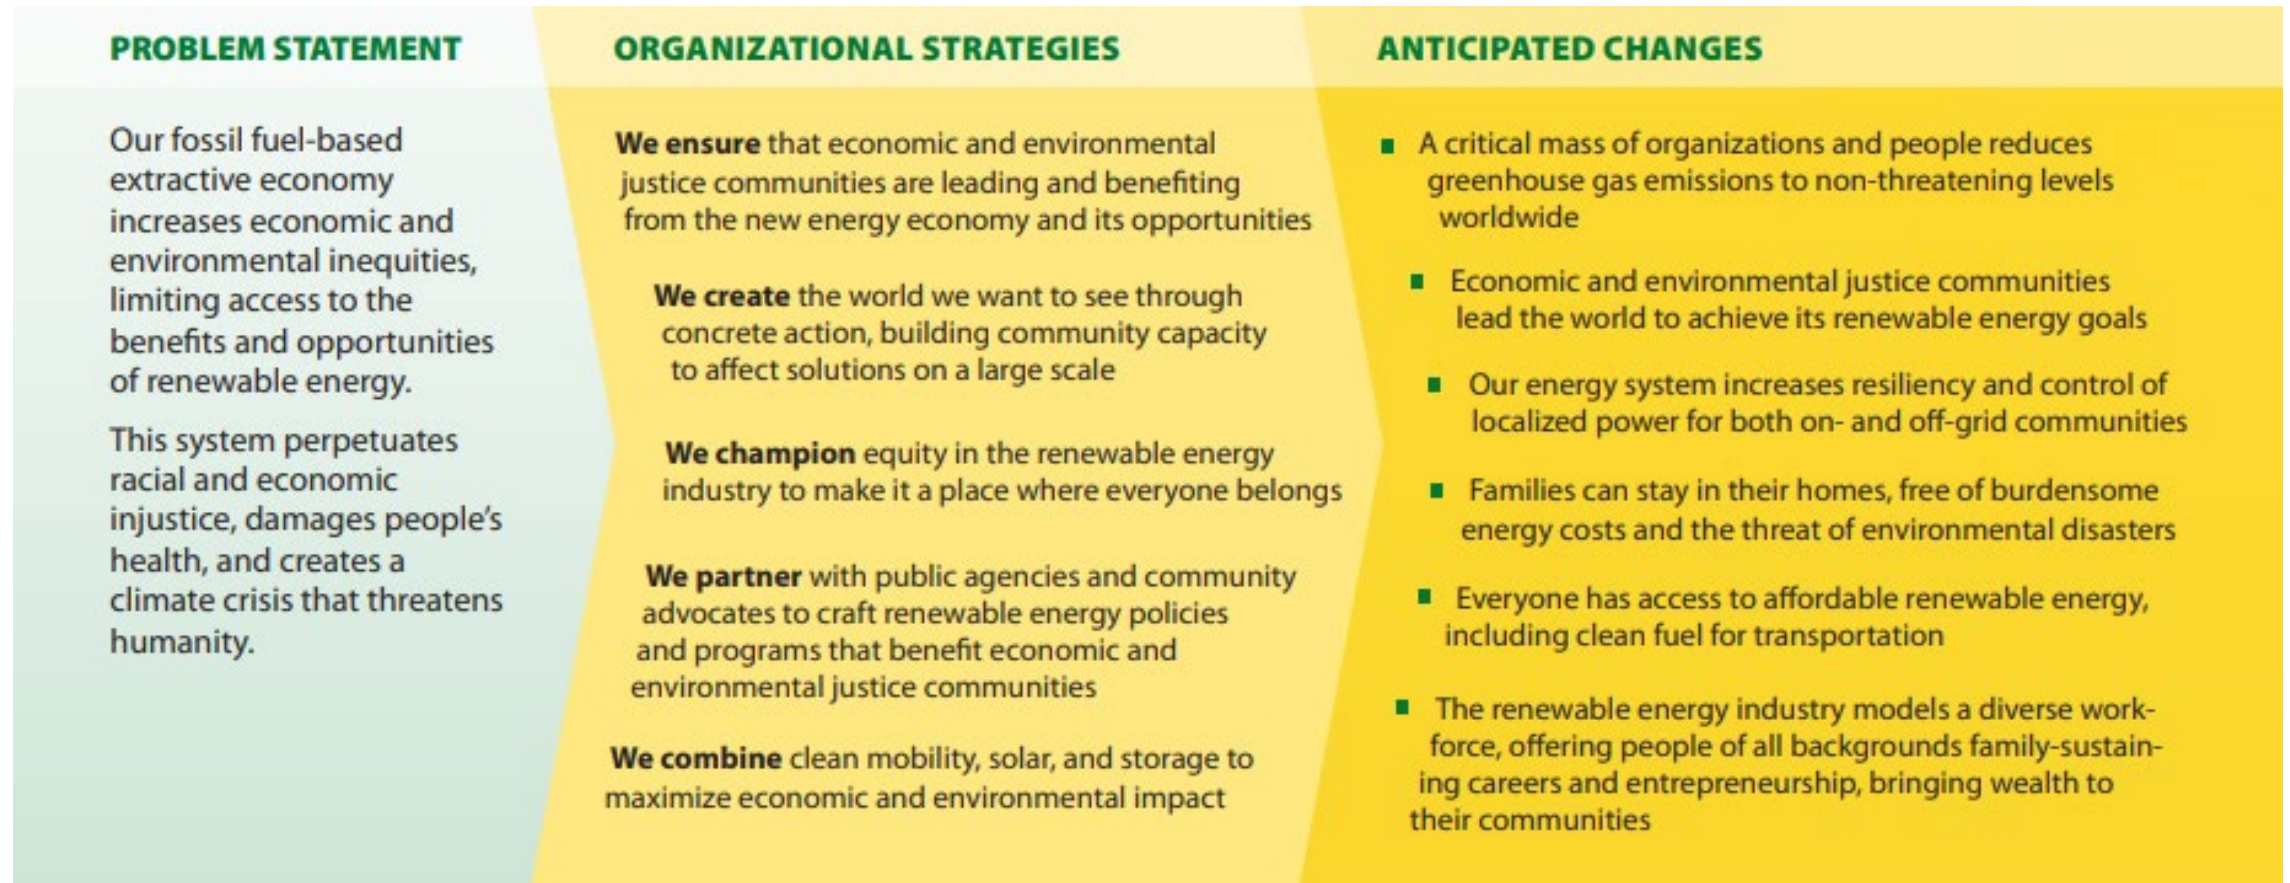 PROBLEM STATEMENT
Our fossil fuel-based
extractive economy
increases economic and
environmental inequities,
limiting access to the
benefits and opportunities
of renewable energy.
This system perpetuates
racial and economic
injustice, damages people's
health, and creates a
climate crisis that threatens
humanity.
ORGANIZATIONAL STRATEGIES
We ensure that economic and environmental
justice communities are leading and benefiting
from the new energy economy and its opportunities
We create the world we want to see through
concrete action, building community capacity
to affect solutions on a large scale
We champion equity in the renewable energy
industry to make it a place where everyone belongs
We partner with public agencies and community
advocates to craft renewable energy policies
and programs that benefit economic and
environmental justice communities
We combine clean mobility, solar, and storage to
maximize economic and environmental impact
ANTICIPATED CHANGES
▪ A critical mass of organizations and people reduces
greenhouse gas emissions to non-threatening levels
worldwide
▪ Economic and environmental justice communities
lead the world to achieve its renewable energy goals
▪ Our energy system increases resiliency and control of
localized power for both on- and off-grid communities
▪ Families can stay in their homes, free of burdensome
energy costs and the threat of environmental disasters
▪ Everyone has access to affordable renewable energy,
including clean fuel for transportation
▪ The renewable energy industry models a diverse work-
force, offering people of all backgrounds family-sustain-
ing careers and entrepreneurship, bringing wealth to
their communities